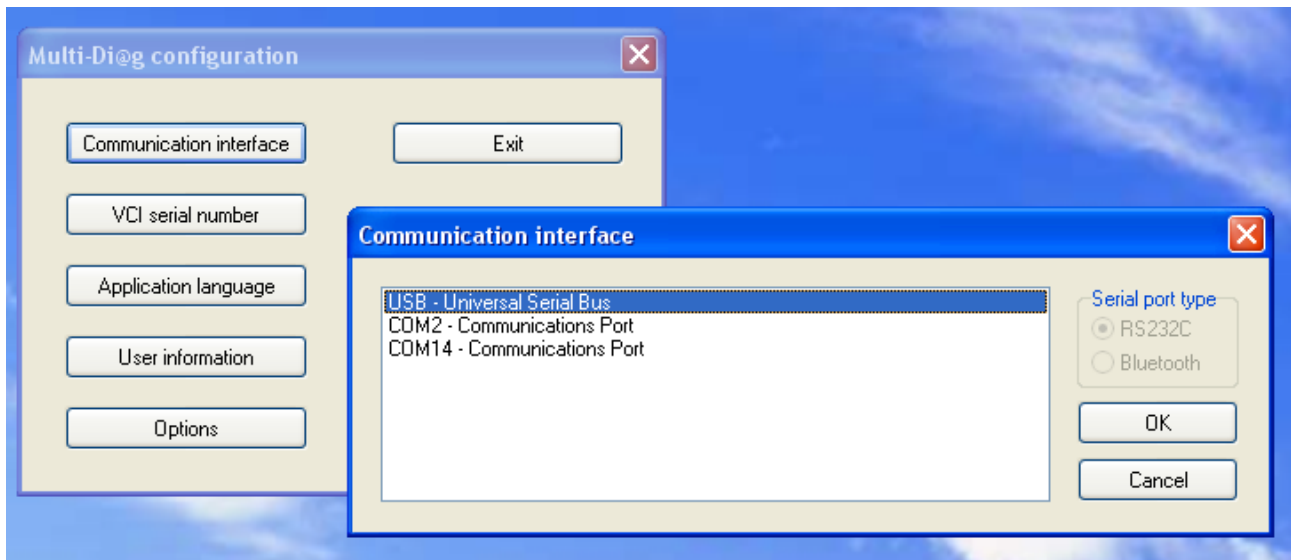 Multi-Di@g configuration
Communication interface
Exit
VCI serial number
Application language
User information
Options
Communication interface
USB - Universal Serial Bus
COM2 - Communications Port
COM14 - Communications Port
Serial port type
RS232C
Bluetooth
OK
Cancel